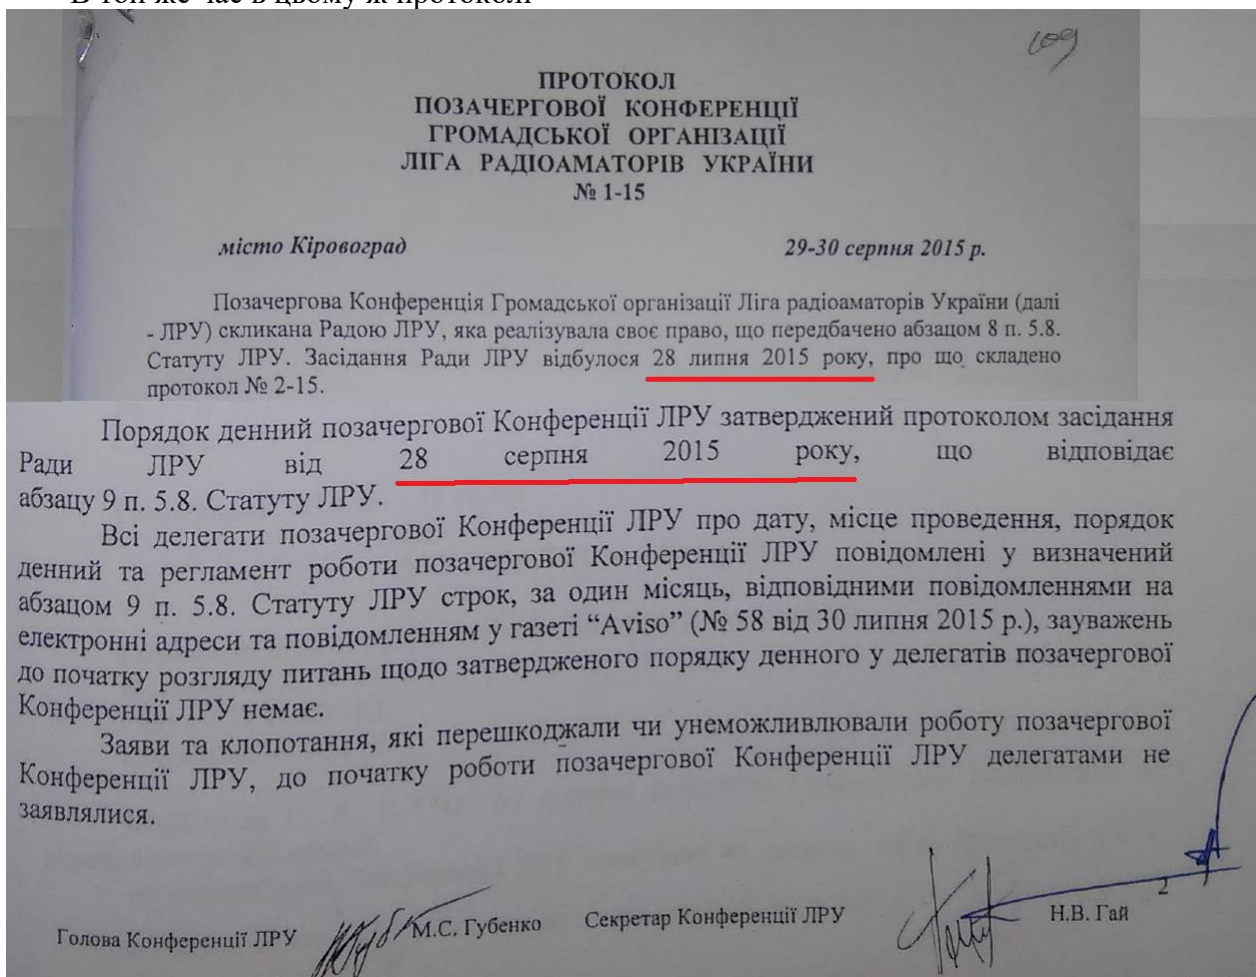 В той же час в цьому ж протоколі
109
ПРОТОКОЛ
ПОЗАЧЕРГОВОЇ КОНФЕРЕНЦІЇ
ГРОМАДСЬКОЇ ОРГАНІЗАЦІЇ
ЛІГА РАДІОАМАТОРІВ УКРАЇНИ
№ 1-15
місто Кіровоград 29-30 серпня 2015 р.
Позачергова Конференція Громадської організації Ліга радіоаматорів України (далі
- ЛРУ) скликана Радою ЛРУ, яка реалізувала своє право, що передбачено абзацом 8 п. 5.8.
Статуту ЛРУ. Засідання Ради ЛРУ відбулося 28 липня 2015 року, про що складено
протокол № 2-15.
Порядок денний позачергової Конференції ЛРУ затверджений протоколом засідання
Ради ЛРУ від 28 серпня 2015 року, що відповідає
абзацу 9 п. 5.8. Статуту ЛРУ.
Всі делегати позачергової Конференції ЛРУ про дату, місце проведення, порядок
денний та регламент роботи позачергової Конференції ЛРУ повідомлені у визначений
абзацом 9 п. 5.8. Статуту ЛРУ строк, за один місяць, відповідними повідомленнями на
електронні адреси та повідомленням у газеті “Aviso” (№ 58 від 30 липня 2015 р.), зауважень
до початку розгляду питань щодо затвердженого порядку денного у делегатів позачергової
Конференції ЛРУ немає.
Заяви та клопотання, які перешкоджали чи унеможливлювали роботу позачергової
Конференції ЛРУ, до початку роботи позачергової Конференції ЛРУ делегатами не
заявлялися.
2
Голова Конференції ЛРУ М.С. Губенко Секретар Конференції ЛРУ Н.В. Гай